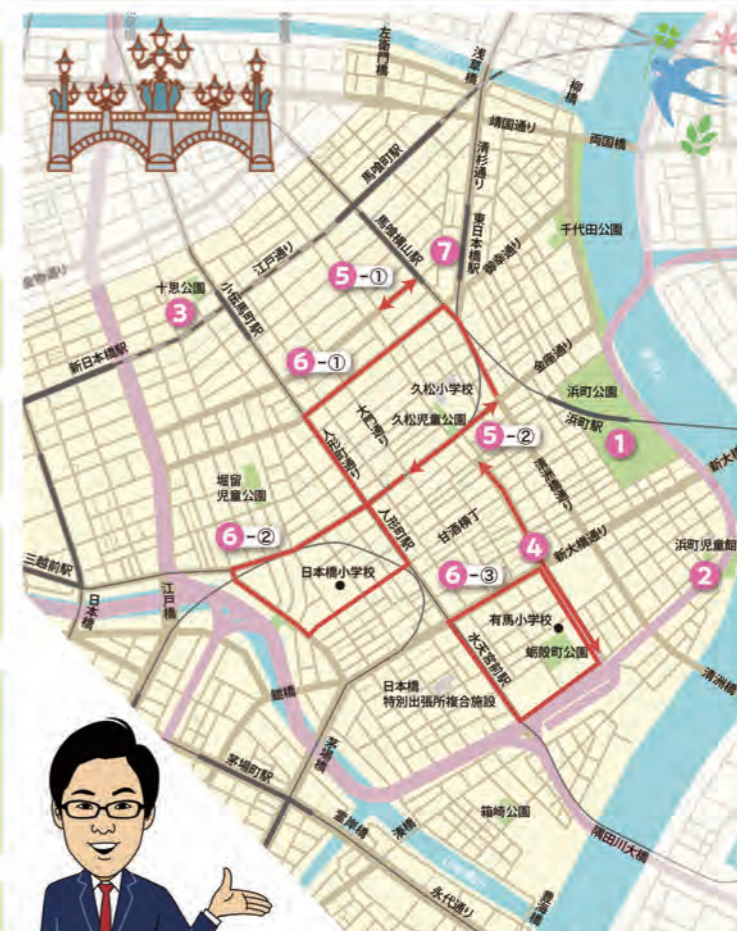 左衛門橋
浅草橋
柳橋
靖国通り
両国橋
馬喰町駅
清杉通り
馬喰横山駅
7
東日本橋駅
御幸通り
千代田公園
江戸通り
5-①
十思公園
3
小伝馬町駅
新日本橋駅
6-①
金座通り
久松小学校
久松児童公園
大門通り
人形町通り
浜町公園
浜町駅
1
5-②
新大橋
堀留
児童公園
人形町駅
甘酒横丁
6-②
4
新大橋通り
浜町児童館
2
三越前駅
日本橋
江戸橋
日本橋小学校
6-③
有馬小学校
蛎殻町公園
水天宮前駅
清洲橋
日本橋
特別出張所複合施設
鎧橋
茅場橋
茅場町駅
箱崎公園
霊岸橋
湊橋
隅田川大橋
永代通り
豊海橋